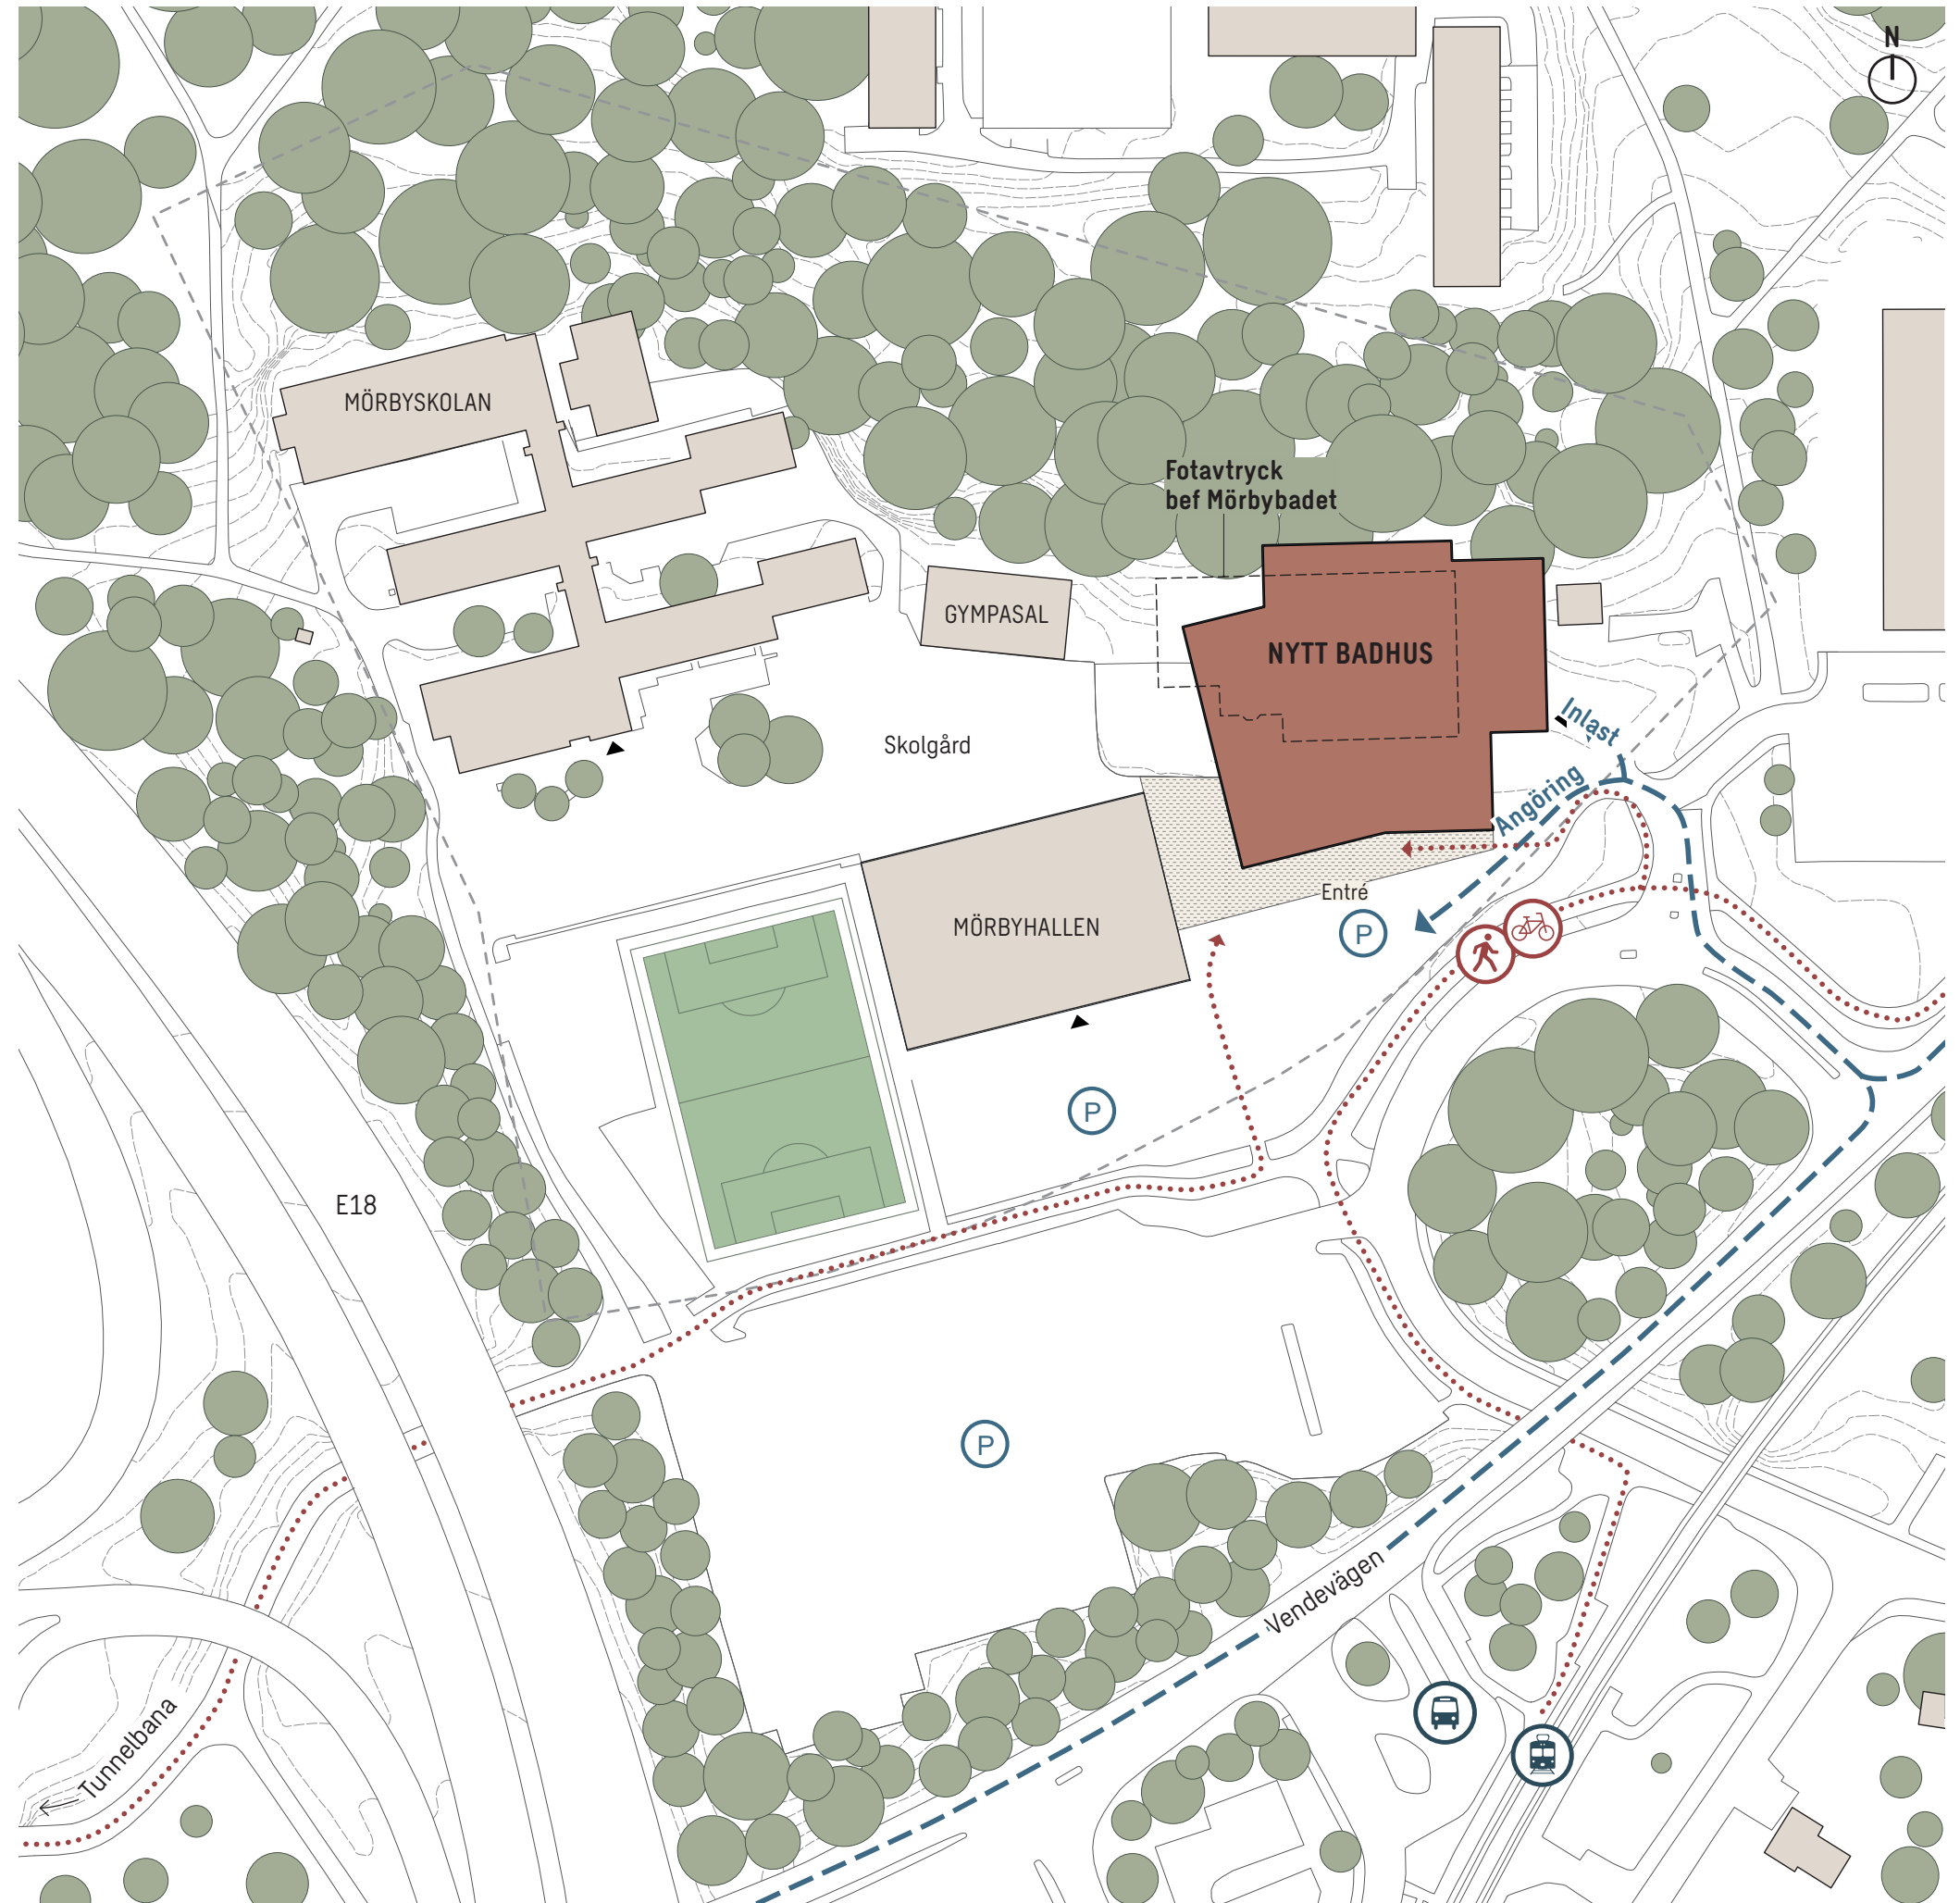 N
MÖRBYSKOLAN
Fotavtryck
bef Mörbybadet
GYMPASAL
NYTT BADHUS
Inlast
Skolgård
Angöring
Entré
MÖRBYHALLEN
P
P
E18
P
Vendevägen
Tunnelbana